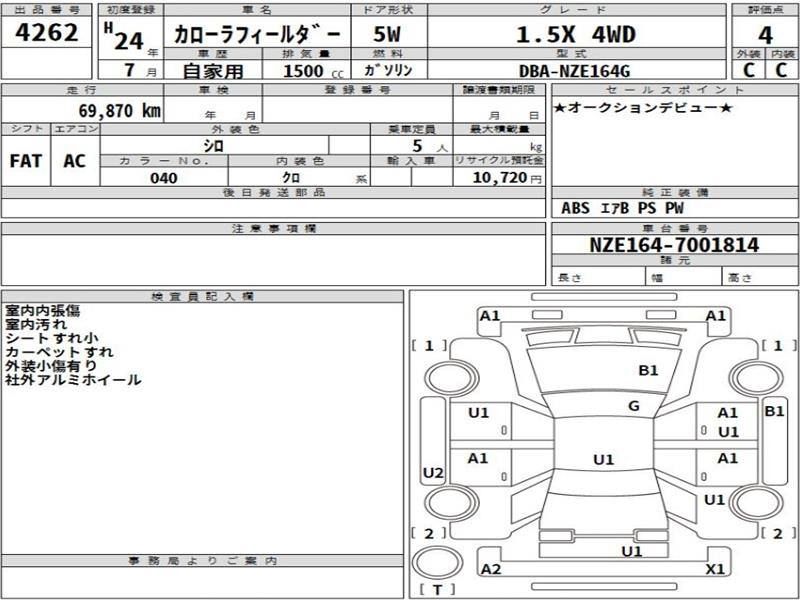 出品番号 初度登録 車名 ドア形状 グレード 評価点
4262 H 24 年 カローラフィールダー 5W 1.5X 4WD 4
車歴 排気量 燃料 型式 外装 内装
7 月 自家用 1500 cc ガソリン DBA-NZE164G C C
走行 車検 登録番号 譲渡書類期限 セールスポイント
69,870 km 年 月 月 日 ★オークションデビュー★
シフト エアコン 外装色 乗車定員 最大積載量
FAT AC シロ 5 人 kg
カラーNo. 内装色 輸入車 リサイクル預託金
040 クロ 系 10,720 円
後日発送部品 純正装備
ABS エアB PS PW
注意事項欄 車台番号
NZE164-7001814
諸元
長さ 幅 高さ
検査員記入欄
室内内張傷
室内汚れ
シートすれ小
カーペットすれ
外装小傷有り
社外アルミホイール
事務局よりご案内
A1 A1
[ 1 ] [ 1 ]
B1
G
U1 A1 B1
U1
A1 U1 A1
U2
U1
[ 2 ] [ 2 ]
U1
A2 X1
[ T ]